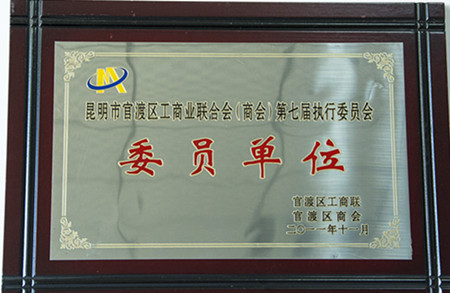 昆明市官渡区工商业联合会(商会)第七届执行委员会
委员单位
官渡区工商联
官渡区商会
二〇一一年十一月